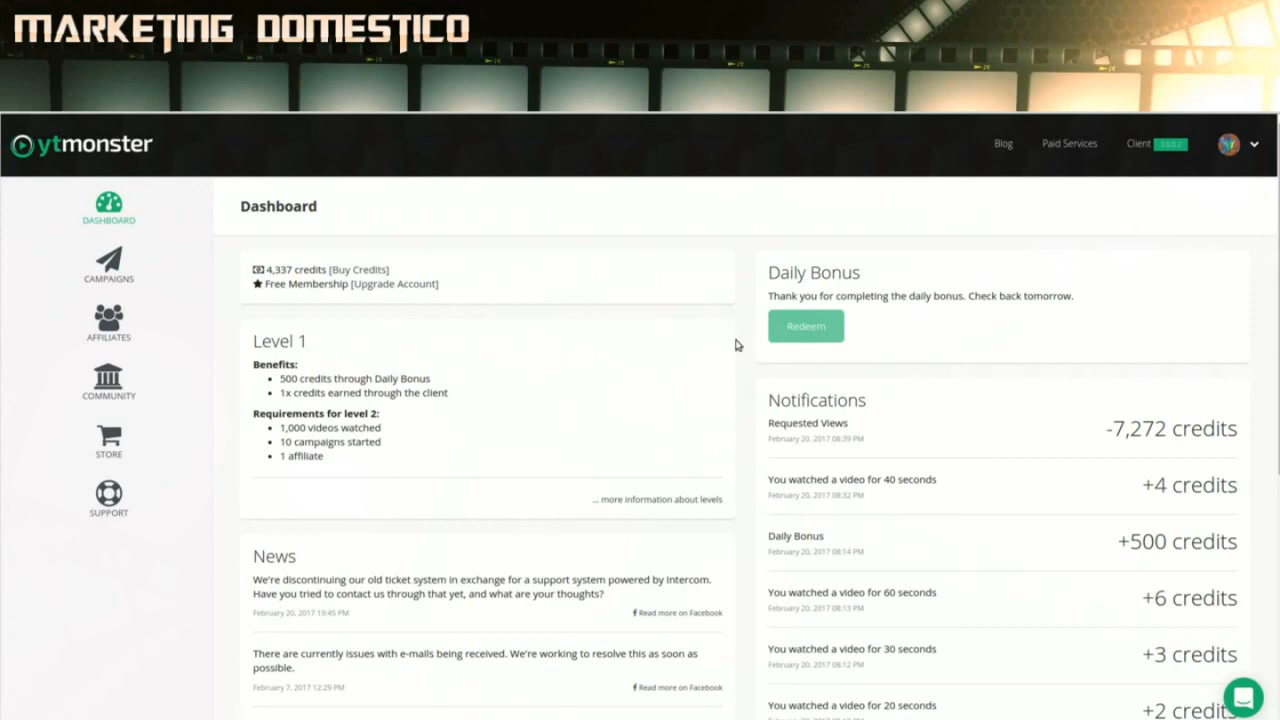 MARKETING DOMESTICO
ytmonster
Blog
Paid Services
Client
DASHBOARD
CAMPAIGNS
AFFILIATES
COMMUNITY
STORE
SUPPORT
Dashboard
4,337 credits [Buy Credits]
Free Membership [Upgrade Account]
Level 1
Benefits:
• 500 credits through Daily Bonus
• 1x credits earned through the client
Requirements for level 2:
• 1,000 videos watched
• 10 campaigns started
• 1 affiliate
... more information about levels
News
We're discontinuing our old ticket system in exchange for a support system powered by Intercom.
Have you tried to contact us through that yet, and what are your thoughts?
February 20, 2017 19:45 PM
Read more on Facebook
There are currently issues with e-mails being received. We're working to resolve this as soon as
possible.
February 7, 2017 12:29 PM
Read more on Facebook
Daily Bonus
Thank you for completing the daily bonus. Check back tomorrow.
Redeem
Notifications
Requested Views
February 20, 2017 08:39 PM
-7,272 credits
You watched a video for 40 seconds
February 20, 2017 08:32 PM
+4 credits
Daily Bonus
February 20, 2017 08:14 PM
+500 credits
You watched a video for 60 seconds
February 20, 2017 08:13 PM
+6 credits
You watched a video for 30 seconds
February 20, 2017 08:12 PM
+3 credits
You watched a video for 20 seconds
+2 credits